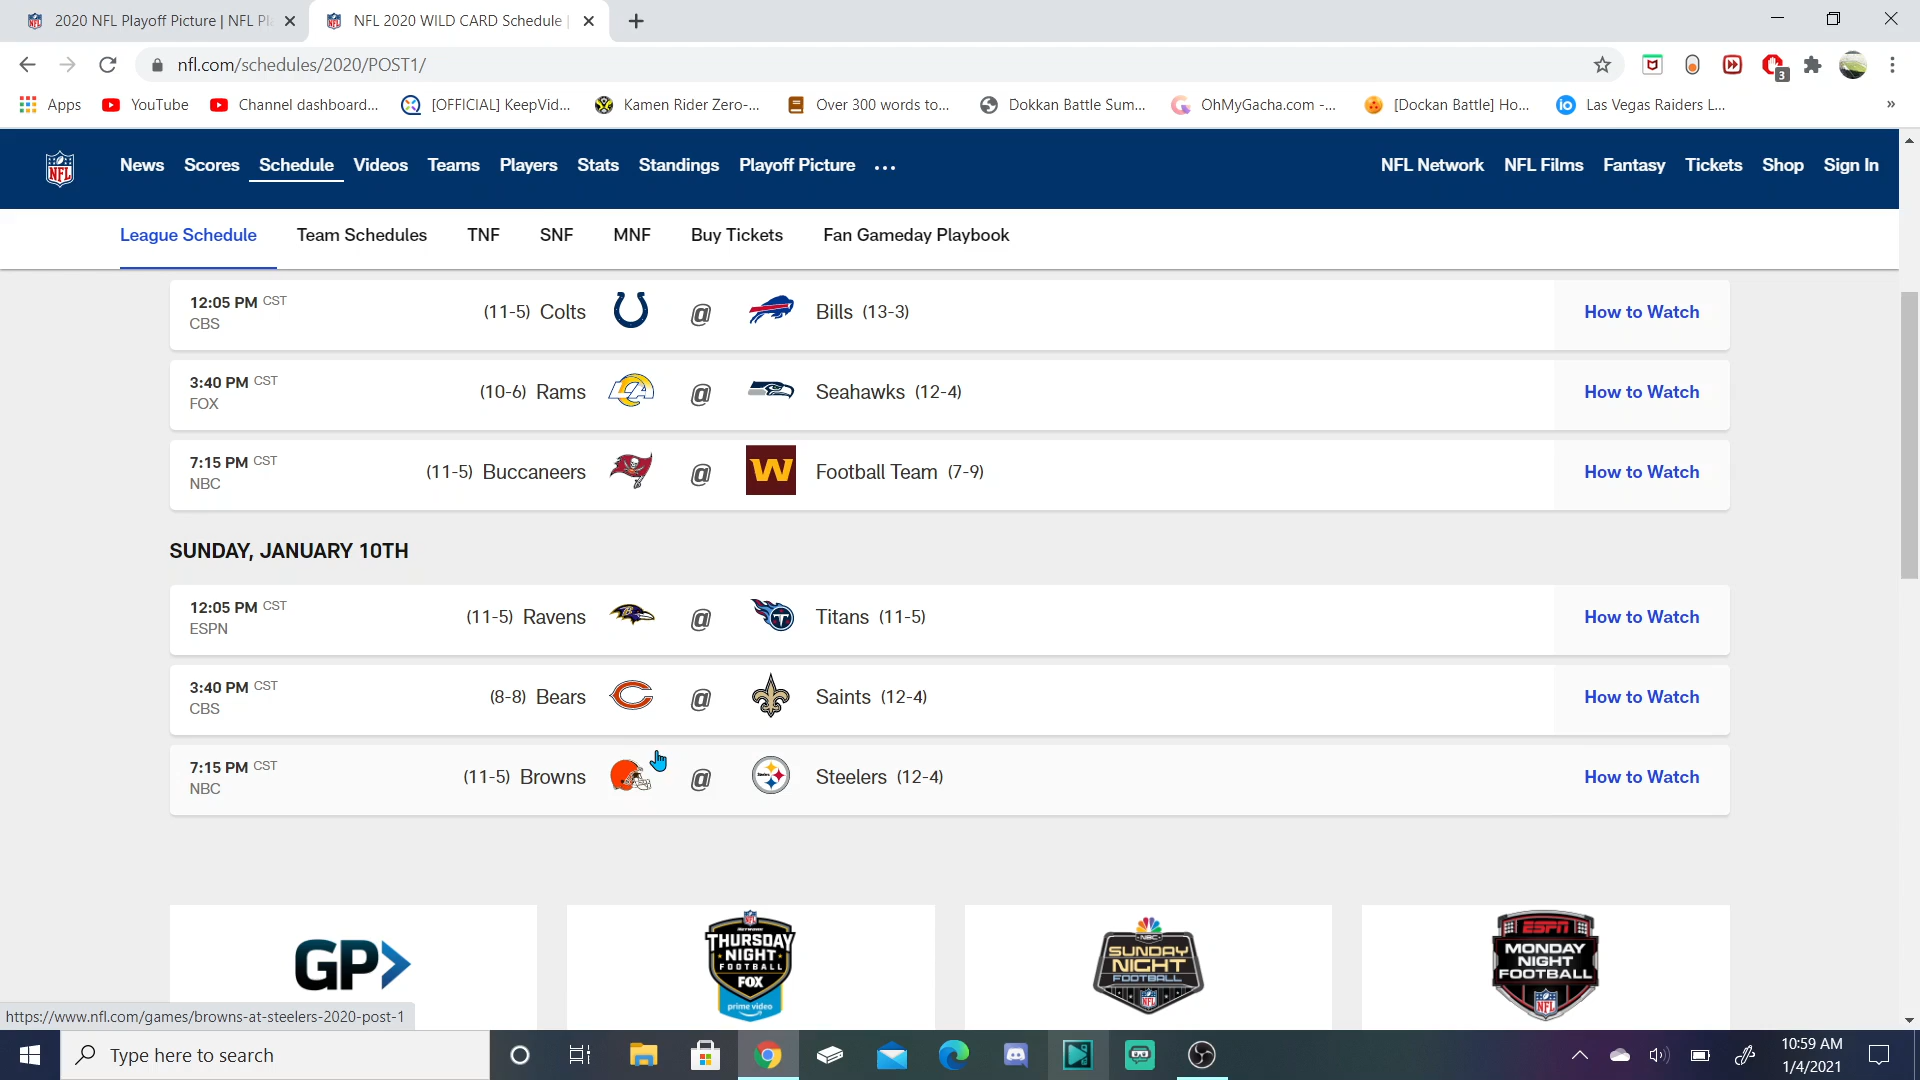 2020 NFL Playoff Picture | NFL Pl
NFL 2020 WILD CARD Schedule |
nfl.com/schedules/2020/POST1/
3
Apps YouTube Channel dashboard... [OFFICIAL] KeepVid... Kamen Rider Zero-... Over 300 words to... Dokkan Battle Sum... OhMyGacha.com -... [Dockan Battle] Ho... Las Vegas Raiders L... »
NFL News Scores Schedule Videos Teams Players Stats Standings Playoff Picture ... NFL Network NFL Films Fantasy Tickets Shop Sign In
League Schedule Team Schedules TNF SNF MNF Buy Tickets Fan Gameday Playbook
12:05 PM CST
CBS
(11-5) Colts @ Bills (13-3) How to Watch
3:40 PM CST
FOX
(10-6) Rams LA @ Seahawks (12-4) How to Watch
7:15 PM CST
NBC
(11-5) Buccaneers @ W Football Team (7-9) How to Watch
SUNDAY, JANUARY 10TH
12:05 PM CST
ESPN
(11-5) Ravens @ Titans (11-5) How to Watch
3:40 PM CST
CBS
(8-8) Bears @ Saints (12-4) How to Watch
7:15 PM CST
NBC
(11-5) Browns @ Steelers (12-4) How to Watch
GP
THURSDAY
NIGHT
FOOTBALL
FOX
prime video
NBC
SUNDAY
NIGHT
FOOTBALL
NFL
ESPN
MONDAY
NIGHT
FOOTBALL
NFL
https://www.nfl.com/games/browns-at-steelers-2020-post-1
Type here to search
10:59 AM
1/4/2021